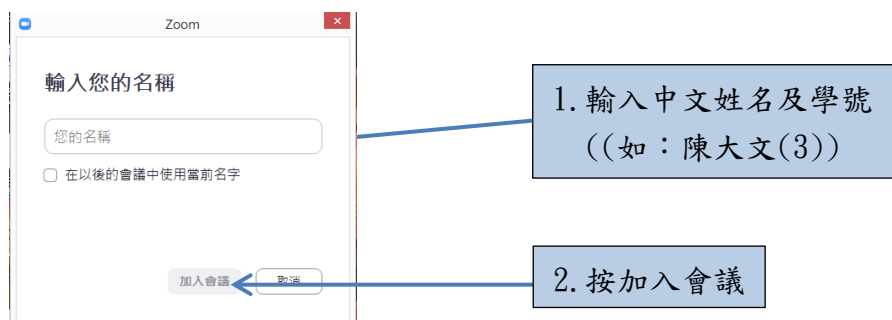 Zoom
輸入您的名稱
您的名稱
在以後的會議中使用當前名字
加入會議
取消
1.輸入中文姓名及學號
((如：陳大文(3))
2.按加入會議